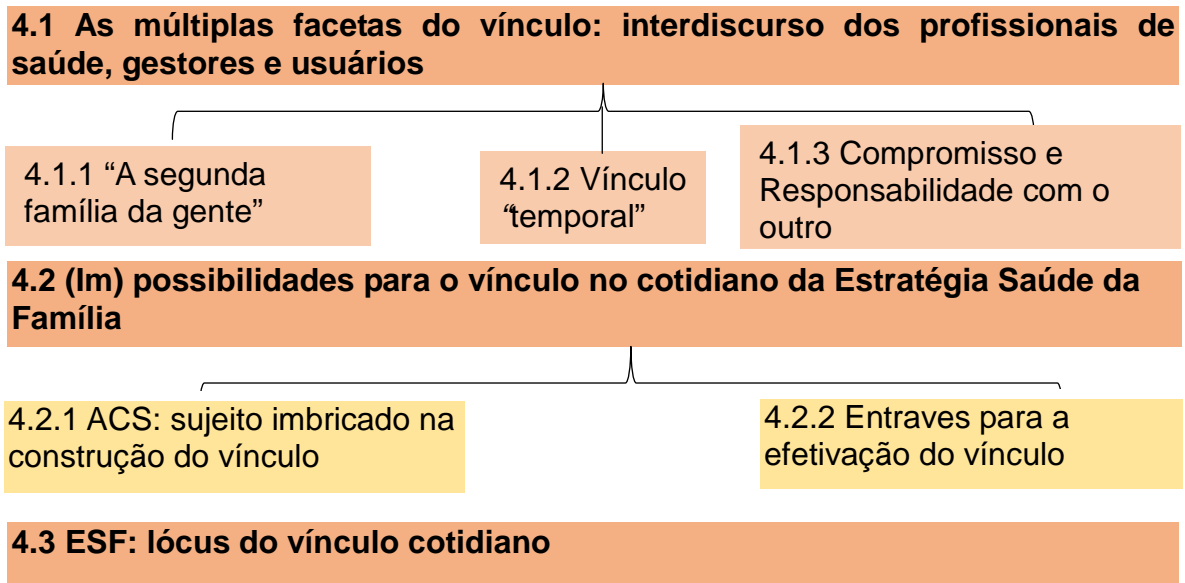 4.1 As múltiplas facetas do vínculo: interdiscurso dos profissionais de
saúde, gestores e usuários
4.1.1 “A segunda
família da gente”
4.1.2 Vínculo
“temporal”
4.1.3 Compromisso e
Responsabilidade com o
outro
4.2 (Im) possibilidades para o vínculo no cotidiano da Estratégia Saúde da
Família
4.2.1 ACS: sujeito imbricado na
construção do vínculo
4.2.2 Entraves para a
efetivação do vínculo
4.3 ESF: lócus do vínculo cotidiano